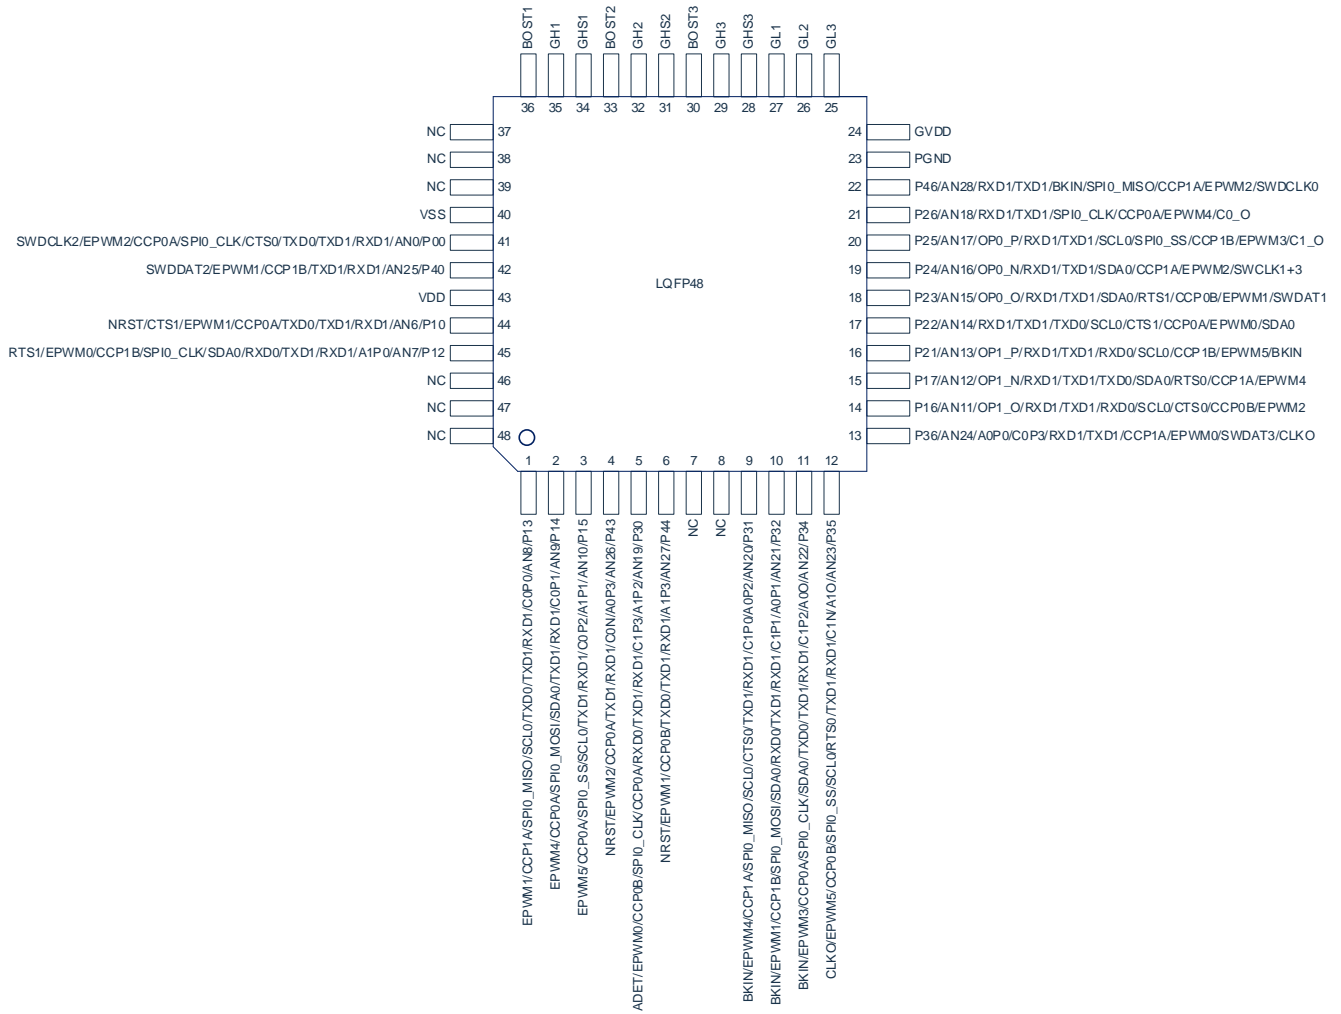 BOST1
GH1
GHS1
BOST2
GH2
GHS2
BOST3
GH3
GHS3
GL1
GL2
GL3
36 35 34 33 32 31 30 29 28 27 26 25
NC 37
NC 38
NC 39
VSS 40
SWDCLK2/EPWM2/CCP0A/SPI0_CLK/CTS0/TXD0/TXD1/RXD1/AN0/P00 41
SWDDAT2/EPWM1/CCP1B/TXD1/RXD1/AN25/P40 42
VDD 43
NRST/CTS1/EPWM1/CCP0A/TXD0/TXD1/RXD1/AN6/P10 44
RTS1/EPWM0/CCP1B/SPI0_CLK/SDA0/RXD0/TXD1/RXD1/A1P0/AN7/P12 45
NC 46
NC 47
NC 48
LQFP48
24 GVDD
23 PGND
22 P46/AN28/RXD1/TXD1/BKIN/SPI0_MISO/CCP1A/EPWM2/SWDCLK0
21 P26/AN18/RXD1/TXD1/SPI0_CLK/CCP0A/EPWM4/C0_O
20 P25/AN17/OP0_P/RXD1/TXD1/SCL0/SPI0_SS/CCP1B/EPWM3/C1_O
19 P24/AN16/OP0_N/RXD1/TXD1/SDA0/CCP1A/EPWM2/SWCLK1+3
18 P23/AN15/OP0_O/RXD1/TXD1/SDA0/RTS1/CCP0B/EPWM1/SWDAT1
17 P22/AN14/RXD1/TXD1/TXD0/SCL0/CTS1/CCP0A/EPWM0/SDA0
16 P21/AN13/OP1_P/RXD1/TXD1/RXD0/SCL0/CCP1B/EPWM5/BKIN
15 P17/AN12/OP1_N/RXD1/TXD1/TXD0/SDA0/RTS0/CCP1A/EPWM4
14 P16/AN11/OP1_O/RXD1/TXD1/RXD0/SCL0/CTS0/CCP0B/EPWM2
13 P36/AN24/A0P0/C0P3/RXD1/TXD1/CCP1A/EPWM0/SWDAT3/CLKO
1 2 3 4 5 6 7 8 9 10 11 12
EPWM1/CCP1A/SPI0_MISO/SCL0/TXD0/TXD1/RXD1/C0P0/AN8/P13
EPWM4/CCP0A/SPI0_MOSI/SDA0/TXD1/RXD1/C0P1/AN9/P14
EPWM5/CCP0A/SPI0_SS/SCL0/TXD1/RXD1/C0P2/A1P1/AN10/P15
NRST/EPWM2/CCP0A/TXD1/RXD1/C0N/A0P3/AN26/P43
ADET/EPWM0/CCP0B/SPI0_CLK/CCP0A/RXD0/TXD1/RXD1/C1P3/A1P2/AN19/P30
NRST/EPWM1/CCP0B/TXD0/TXD1/RXD1/A1P3/AN27/P44
NC
NC
BKIN/EPWM4/CCP1A/SPI0_MISO/SCL0/CTS0/TXD1/RXD1/C1P0/A0P2/AN20/P31
BKIN/EPWM1/CCP1B/SPI0_MOSI/SDA0/RXD0/TXD1/RXD1/C1P1/A0P1/AN21/P32
BKIN/EPWM3/CCP0A/SPI0_CLK/SDA0/TXD0/TXD1/RXD1/C1P2/A0O/AN22/P34
CLKO/EPWM5/CCP0B/SPI0_SS/SCL0/RTS0/TXD1/RXD1/C1N/A1O/AN23/P35